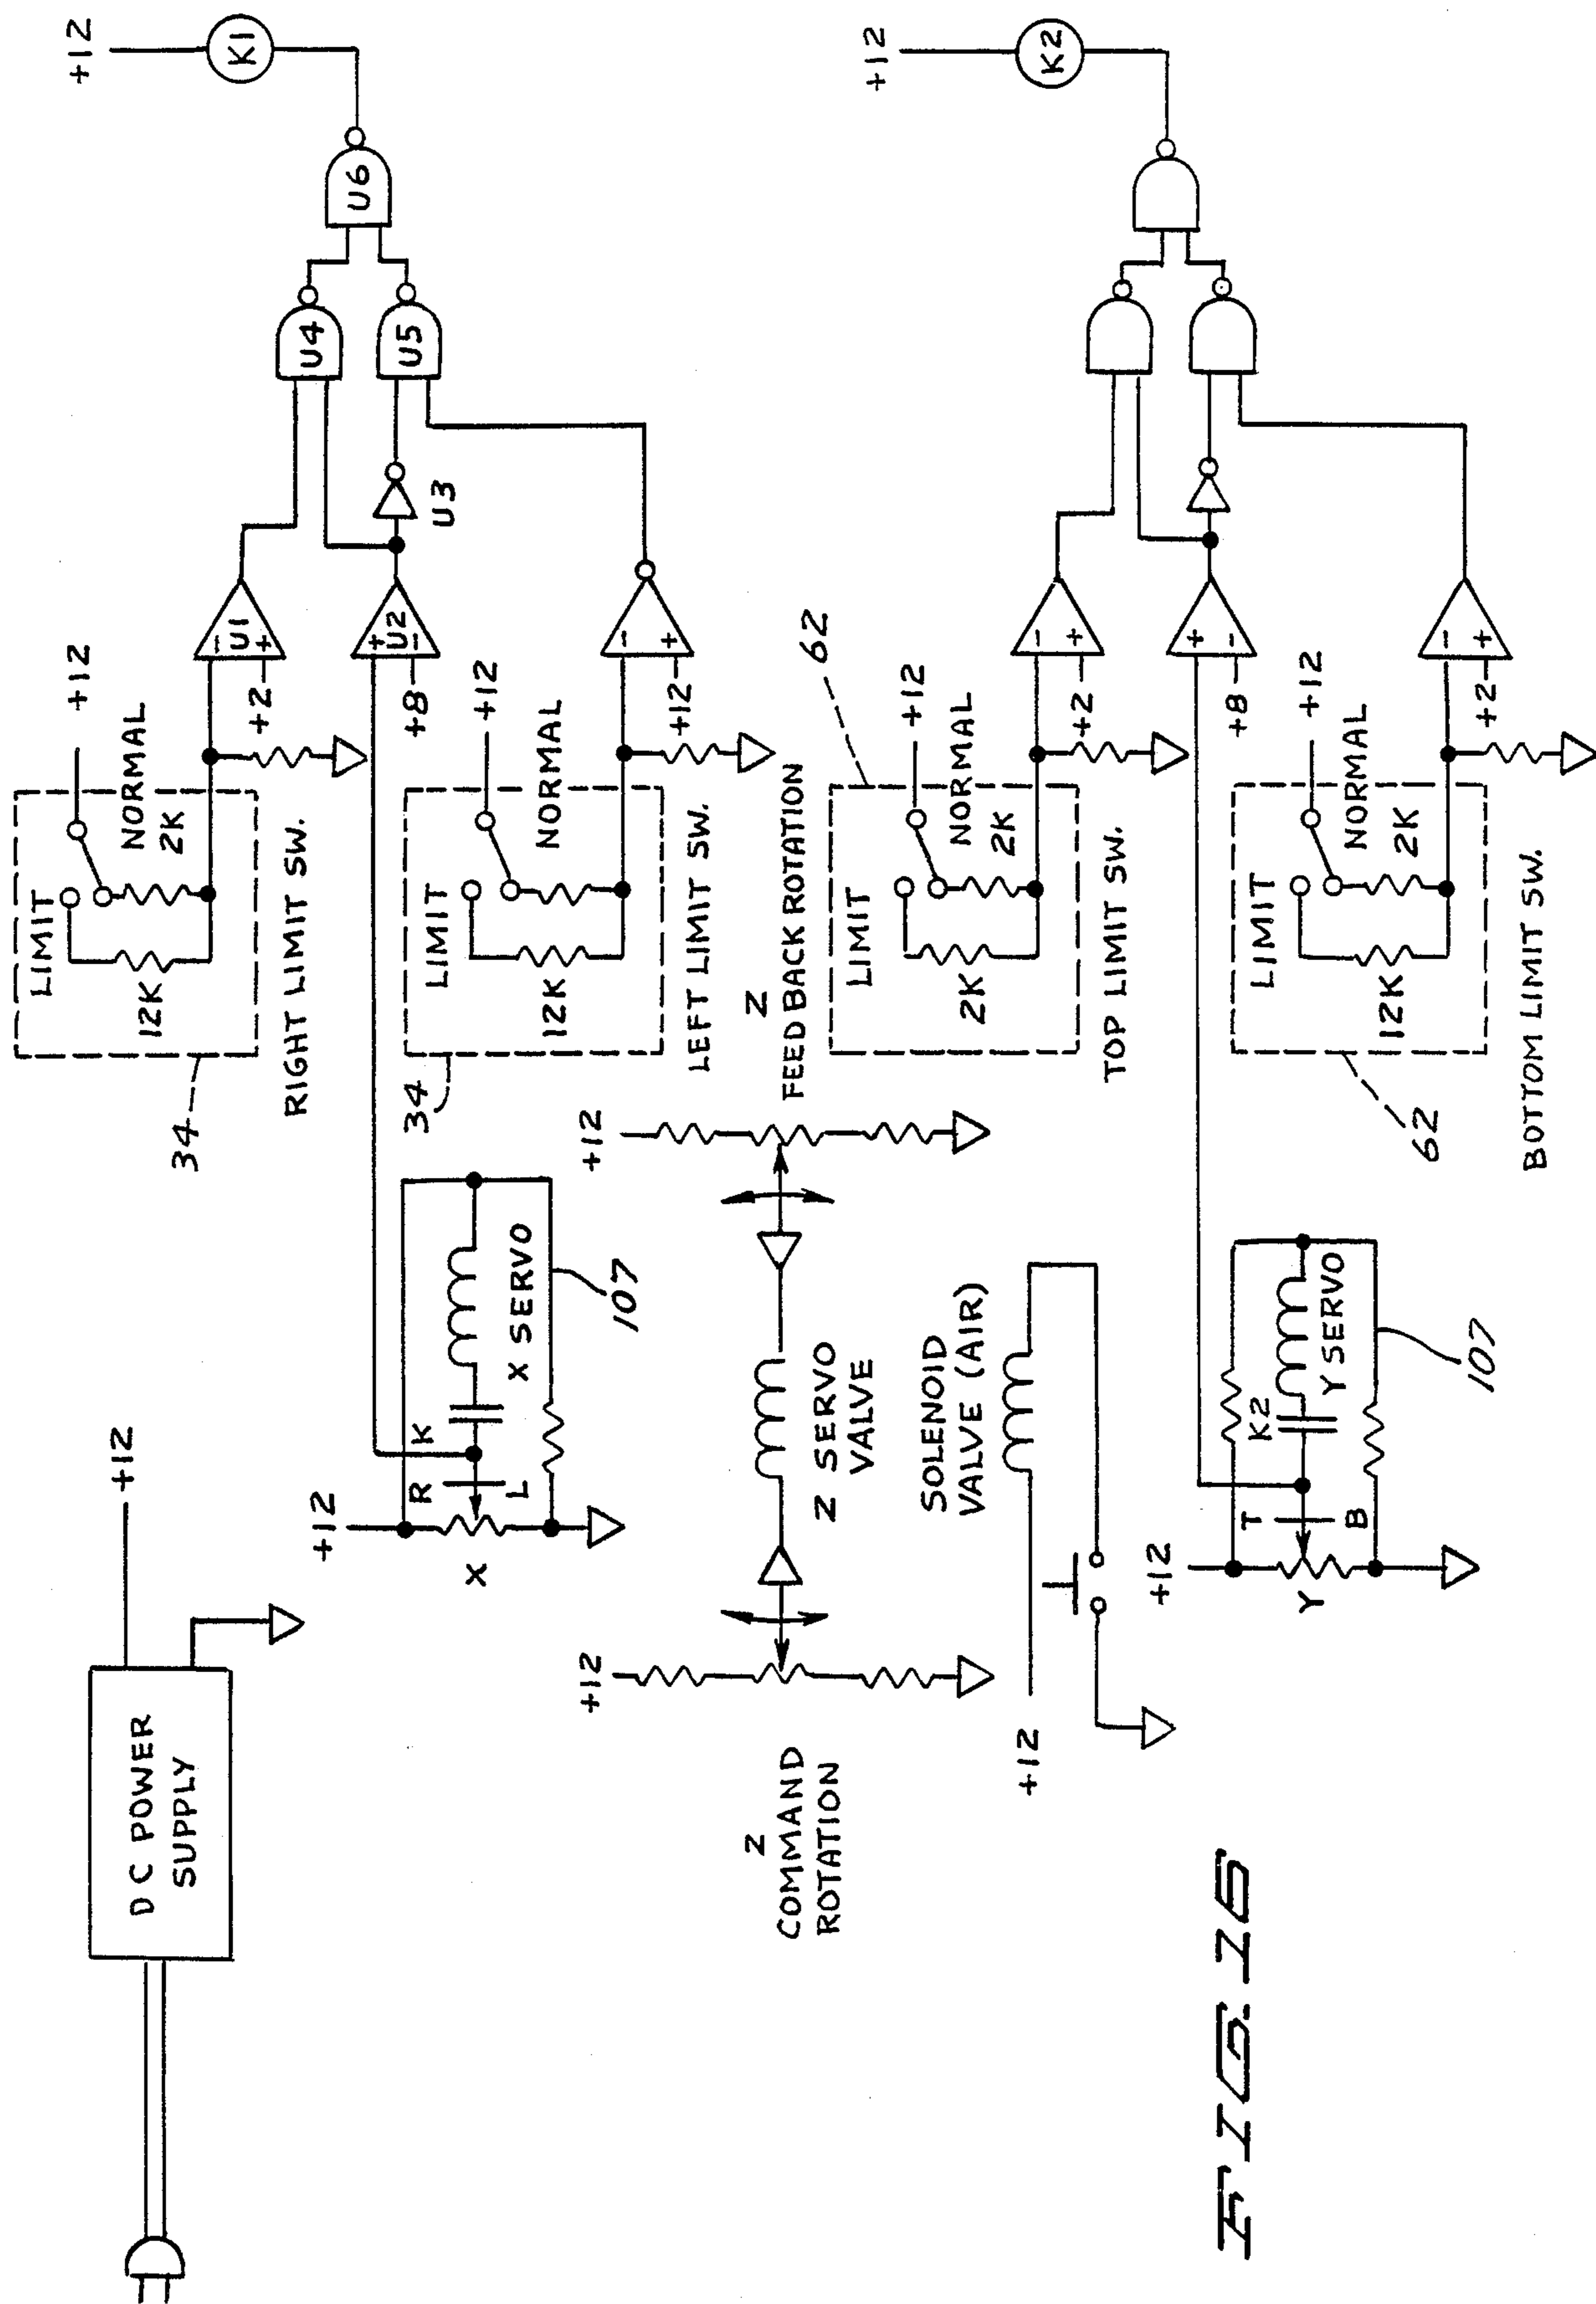 DC POWER
SUPPLY
+12
+12
X
R
L
K
X SERVO
107
34
LIMIT
12K
NORMAL
2K
+12
RIGHT LIMIT SW.
U1
-
+
+2
U2
+
-
+8
U3
U4
U5
U6
K1
+12
34
LIMIT
12K
NORMAL
+12
LEFT LIMIT SW.
-
+
+12
Z
COMMAND
ROTATION
+12
Z SERVO
VALVE
+12
Z
FEED BACK ROTATION
SOLENOID
VALVE (AIR)
+12
62
LIMIT
2K
NORMAL
2K
+12
TOP LIMIT SW.
-
+
+2
+
-
+8
K2
+12
+12
Y
T
B
K2
Y SERVO
107
62
LIMIT
12K
NORMAL
2K
+12
BOTTOM LIMIT SW.
-
+
+2
FIG. 16